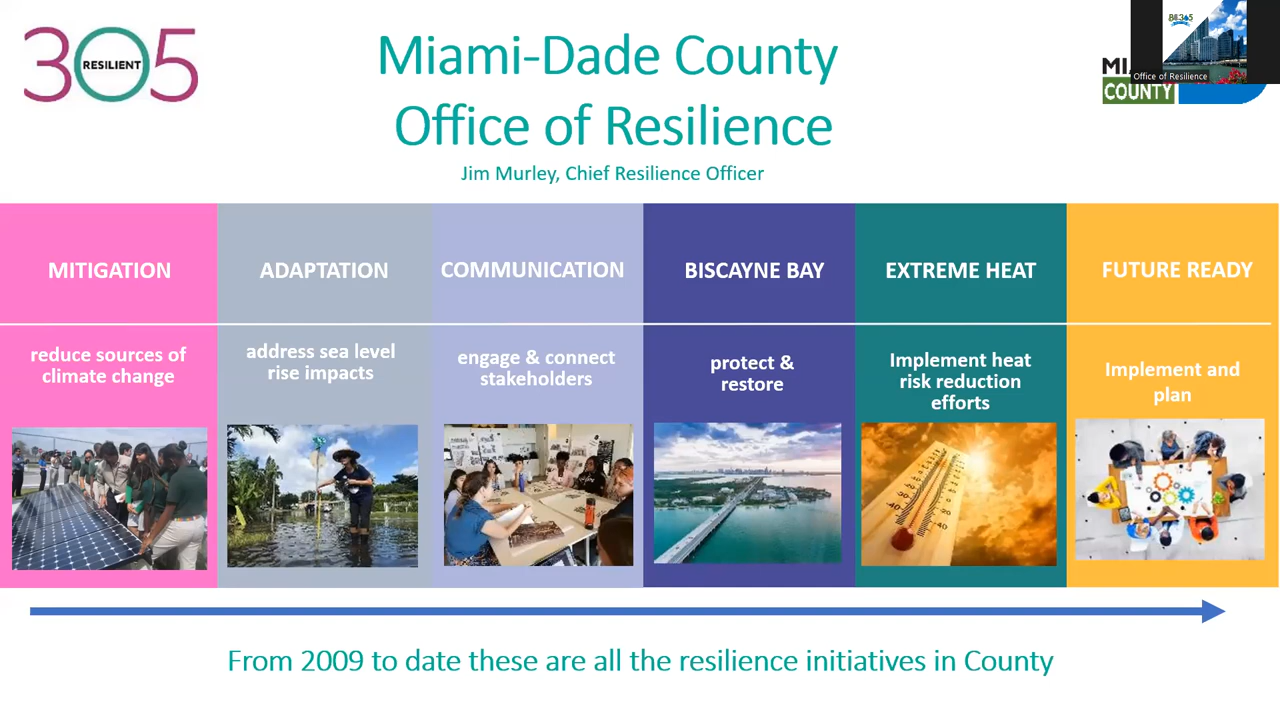 3O5
RESILIENT
Miami-Dade County
Office of Resilience
Jim Murley, Chief Resilience Officer
COUNTY
Office of Resilience
MITIGATION
ADAPTATION
COMMUNICATION
BISCAYNE BAY
EXTREME HEAT
FUTURE READY
reduce sources of
climate change
address sea level
rise impacts
engage & connect
stakeholders
protect &
restore
Implement heat
risk reduction
efforts
Implement and
plan
From 2009 to date these are all the resilience initiatives in County